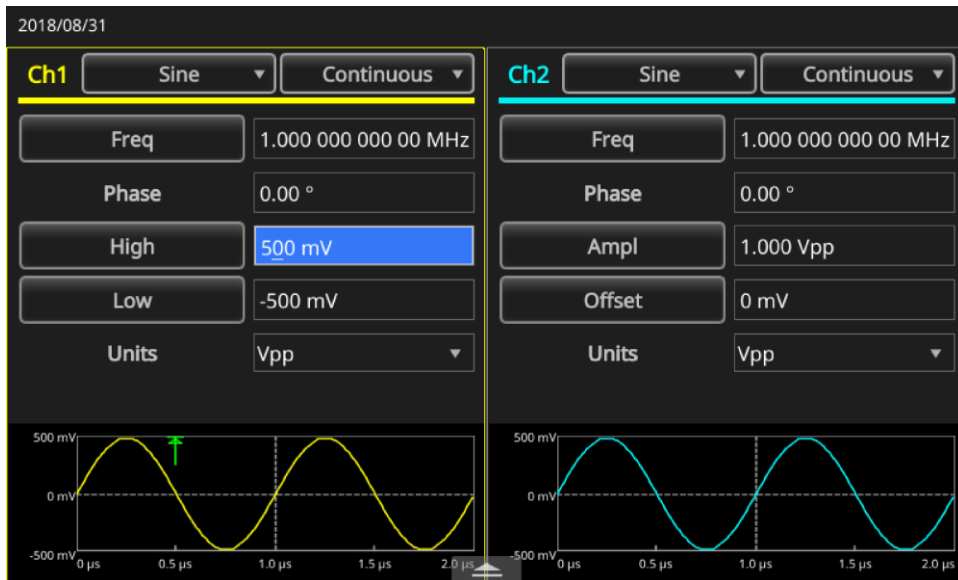 2018/08/31
Ch1 Sine Continuous
Freq 1.000 000 000 00 MHz
Phase 0.00 °
High 500 mV
Low -500 mV
Units Vpp
500 mV
0 mV
-500 mV
0 µs 0.5 µs 1.0 µs 1.5 µs 2.0 µs
Ch2 Sine Continuous
Freq 1.000 000 000 00 MHz
Phase 0.00 °
Ampl 1.000 Vpp
Offset 0 mV
Units Vpp
500 mV
0 mV
-500 mV
0 µs 0.5 µs 1.0 µs 1.5 µs 2.0 µs